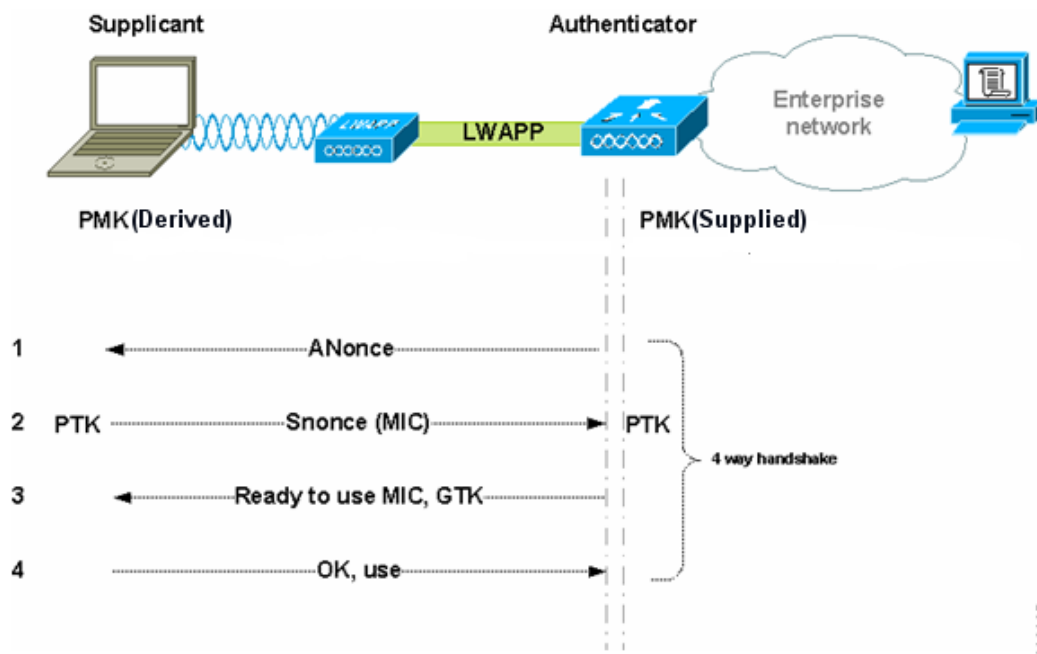 Supplicant
Authenticator
LWAPP
LWAPP
Enterprise
network
PMK(Derived)
PMK(Supplied)
1
ANonce
2
PTK
Snonce (MIC)
PTK
4 way handshake
3
Ready to use MIC, GTK
4
OK, use